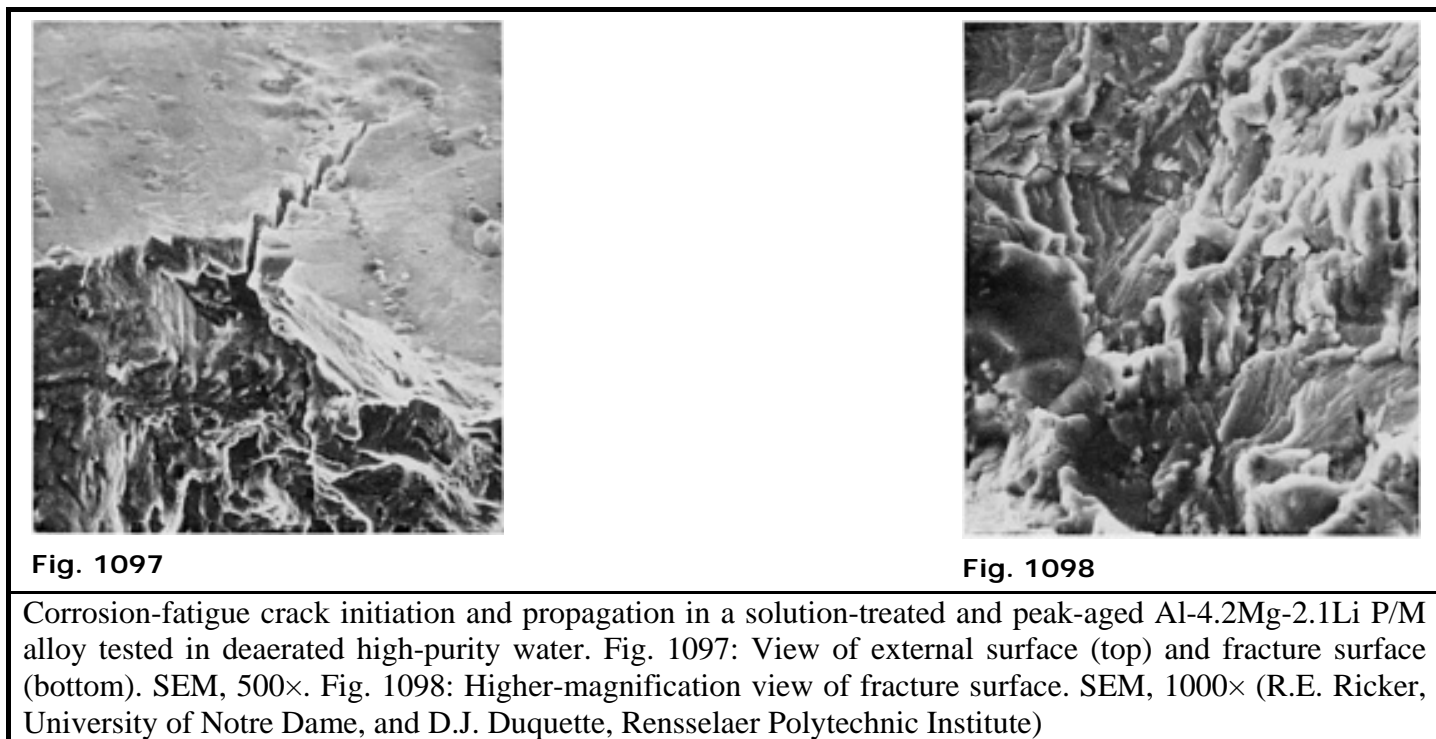 Fig. 1097
Fig. 1098
Corrosion-fatigue crack initiation and propagation in a solution-treated and peak-aged Al-4.2Mg-2.1Li P/M
alloy tested in deaerated high-purity water. Fig. 1097: View of external surface (top) and fracture surface
(bottom). SEM, 500×. Fig. 1098: Higher-magnification view of fracture surface. SEM, 1000× (R.E. Ricker,
University of Notre Dame, and D.J. Duquette, Rensselaer Polytechnic Institute)